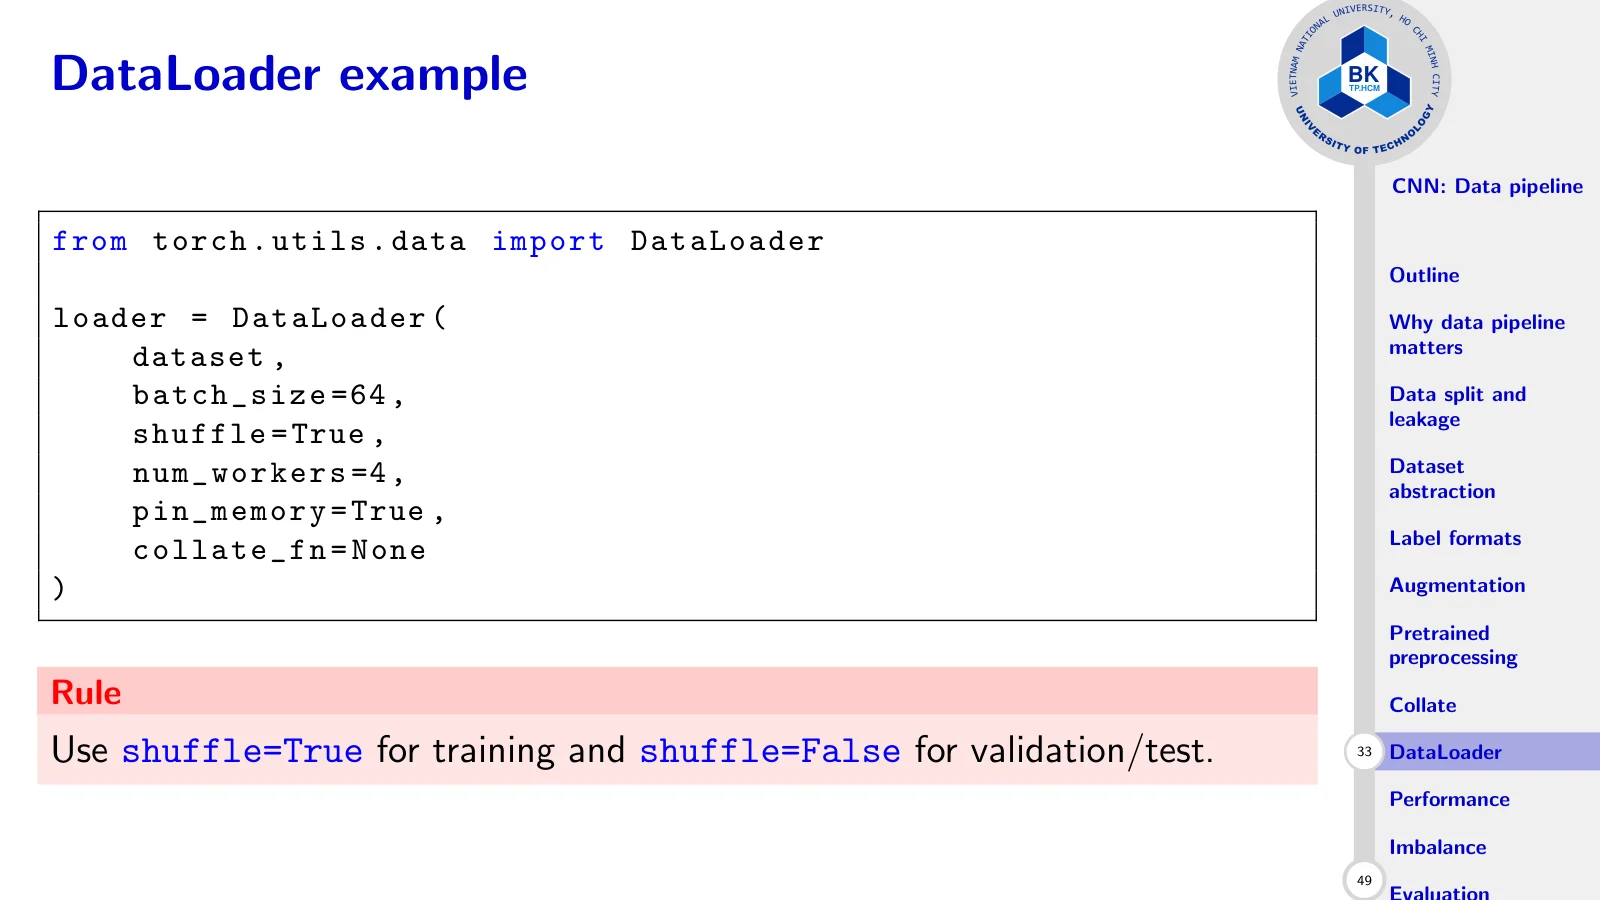 DataLoader example
VIETNAM NATIONAL UNIVERSITY, HO CHI MINH CITY
BK
TP.HCM
UNIVERSITY OF TECHNOLOGY
from torch.utils.data import DataLoader
loader = DataLoader(
    dataset,
    batch_size=64,
    shuffle=True,
    num_workers=4,
    pin_memory=True,
    collate_fn=None
)
Rule
Use shuffle=True for training and shuffle=False for validation/test.
CNN: Data pipeline
Outline
Why data pipeline
matters
Data split and
leakage
Dataset
abstraction
Label formats
Augmentation
Pretrained
preprocessing
Collate
33 DataLoader
Performance
Imbalance
49
Evaluation